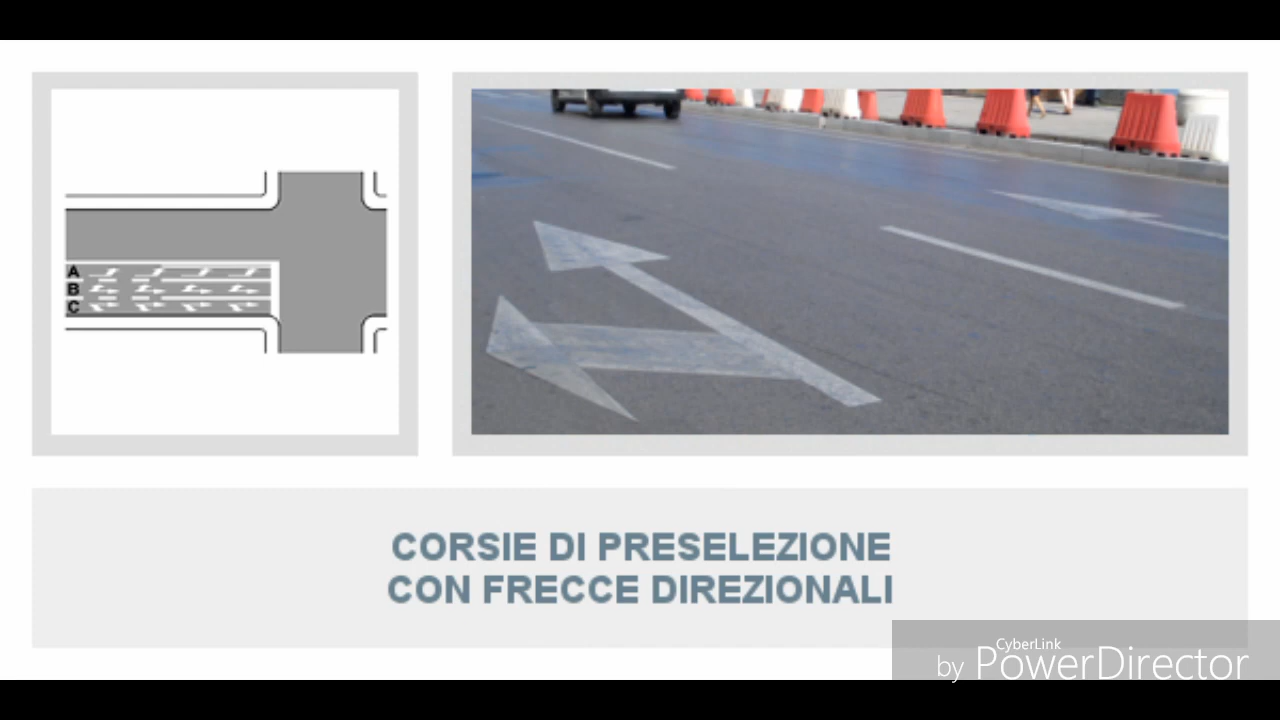 A
B
C
CORSIE DI PRESELEZIONE
CON FRECCE DIREZIONALI
CyberLink
by PowerDirector